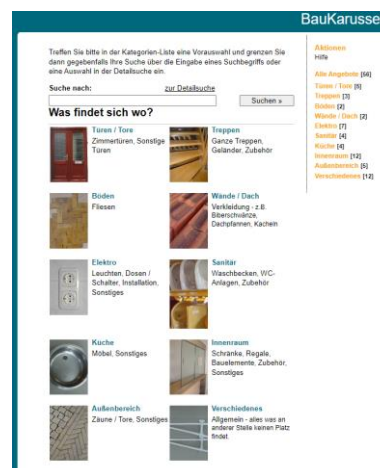 BauKarusse
Treffen Sie bitte in der Kategorien-Liste eine Vorauswahl und grenzen Sie
dann gegebenfalls Ihre Suche über die Eingabe eines Suchbegriffs oder
eine Auswahl in der Detailsuche ein.
Suche nach: zur Detailsuche
Suchen »
Was findet sich wo?
Türen / Tore
Zimmertüren, Sonstige
Türen
Treppen
Ganze Treppen,
Geländer, Zubehör
Böden
Fliesen
Wände / Dach
Verkleidung - z.B.
Biberschwänze,
Dachpfannen, Kacheln
Elektro
Leuchten, Dosen /
Schalter, Installation,
Sonstiges
Sanitär
Waschbecken, WC-
Anlagen, Zubehör
Küche
Möbel, Sonstiges
Innenraum
Schränke, Regale,
Bauelemente, Zubehör,
Sonstiges
Außenbereich
Zäune / Tore, Sonstiges
Verschiedenes
Allgemein - alles was an
anderer Stelle keinen Platz
findet.
Aktionen
Hilfe
Alle Angebote [56]
Türen / Tore [5]
Treppen [3]
Böden [2]
Wände / Dach [2]
Elektro [7]
Sanitär [4]
Küche [4]
Innenraum [12]
Außenbereich [5]
Verschiedenes [12]